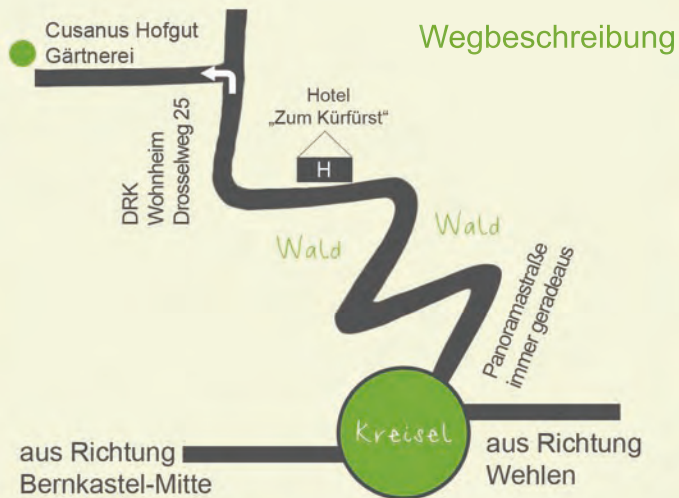 Wegbeschreibung
Cusanus Hofgut
Gärtnerei
Hotel
„Zum Kürfürst“
H
DRK
Wohnheim
Drosselweg 25
Wald
Wald
Panoramastraße
immer geradeaus
Kreisel
aus Richtung
Bernkastel-Mitte
aus Richtung
Wehlen